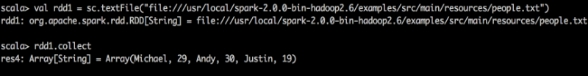 scala> val rdd1 = sc.textFile("file:///usr/local/spark-2.0.0-bin-hadoop2.6/examples/src/main/resources/people.txt")
rdd1: org.apache.spark.rdd.RDD[String] = file:///usr/local/spark-2.0.0-bin-hadoop2.6/examples/src/main/resources/people.txt
scala> rdd1.collect
res4: Array[String] = Array(Michael, 29, Andy, 30, Justin, 19)